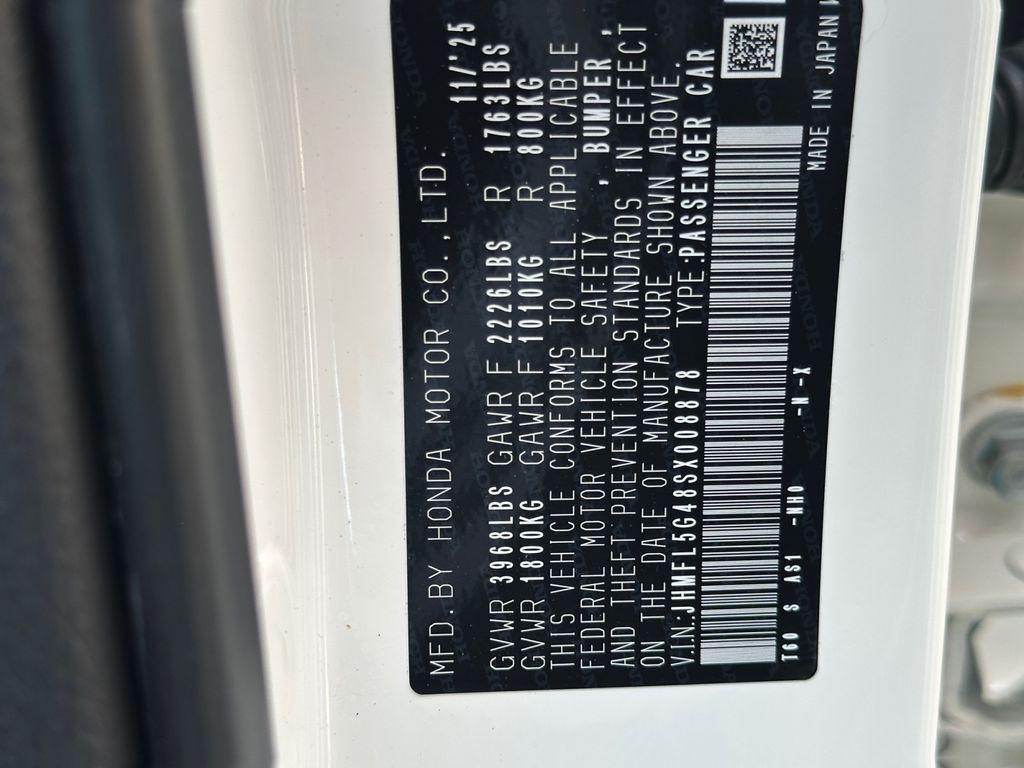 MFD.BY HONDA MOTOR CO.,LTD. 11/'25
GVWR 3968LBS GAWR F 2226LBS R 1763LBS
GVWR 1800KG GAWR F 1010KG R 800KG
THIS VEHICLE CONFORMS TO ALL APPLICABLE
FEDERAL MOTOR VEHICLE SAFETY , BUMPER ,
AND THEFT PREVENTION STANDARDS IN EFFECT
ON THE DATE OF MANUFACTURE SHOWN ABOVE.
V.I.N:JHMFL5G48SX008878 TYPE:PASSENGER CAR
T60 S AS1 -NH0 -N -X
MADE IN JAPAN